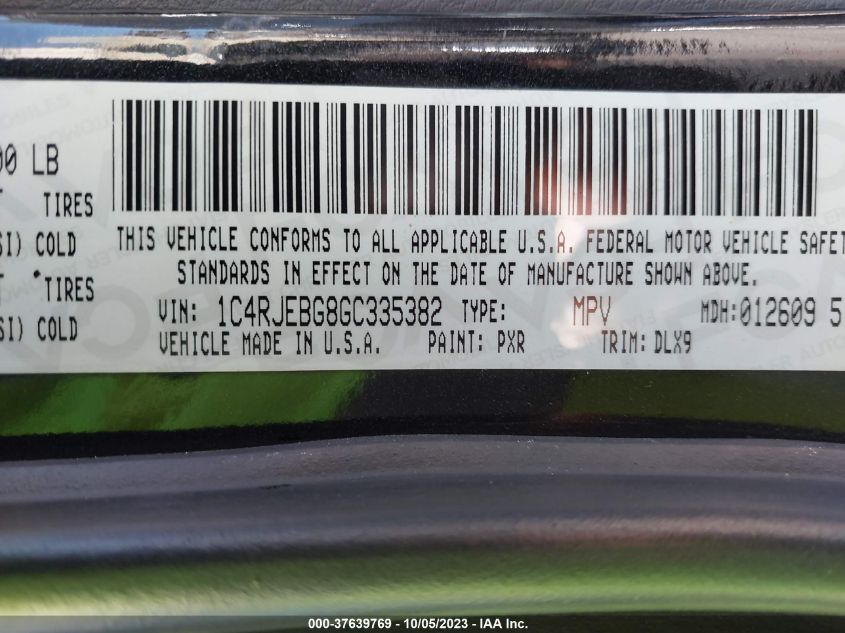 00 LB
TIRES
SI) COLD
TIRES
SI) COLD
THIS VEHICLE CONFORMS TO ALL APPLICABLE U.S.A. FEDERAL MOTOR VEHICLE SAFET
STANDARDS IN EFFECT ON THE DATE OF MANUFACTURE SHOWN ABOVE.
VIN: 1C4RJEBG8GC335382 TYPE: MPV MDH:012609 5
VEHICLE MADE IN U.S.A. PAINT: PXR TRIM: DLX9
000-37639769 - 10/05/2023 - IAA Inc.